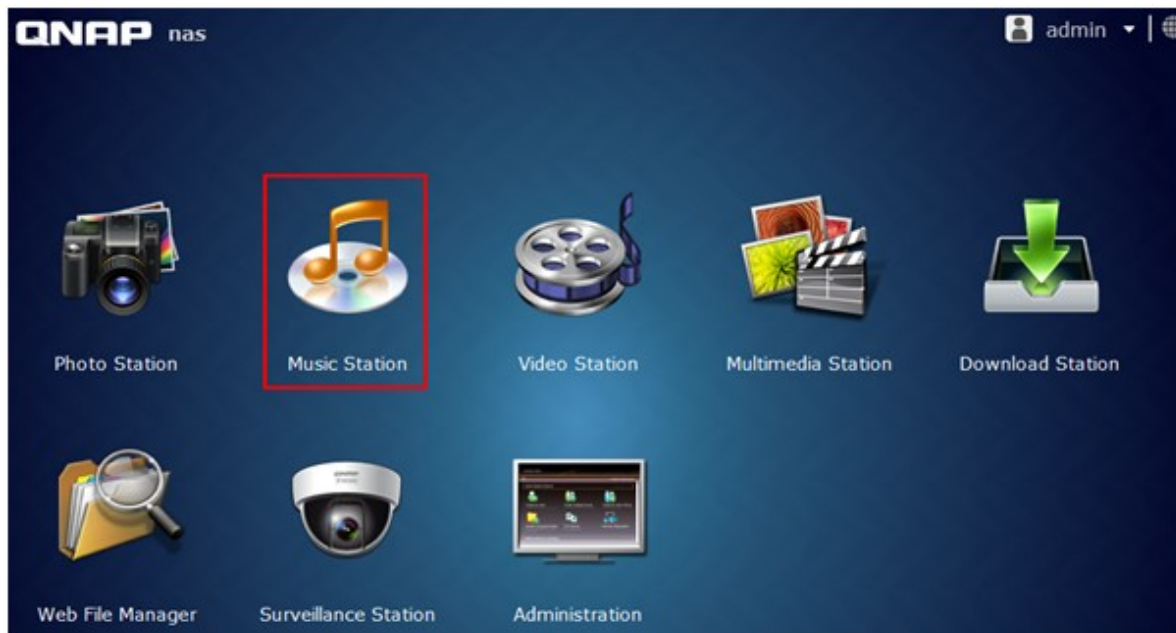 QNAP nas
admin
Photo Station
Music Station
Video Station
Multimedia Station
Download Station
Web File Manager
Surveillance Station
Administration